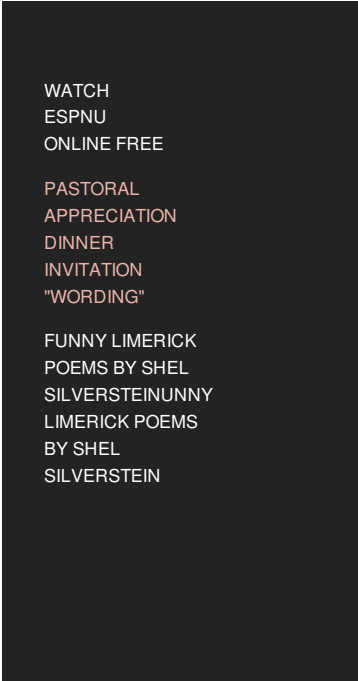 WATCH
ESPNU
ONLINE FREE
PASTORAL
APPRECIATION
DINNER
INVITATION
"WORDING"
FUNNY LIMERICK
POEMS BY SHEL
SILVERSTEINUNNY
LIMERICK POEMS
BY SHEL
SILVERSTEIN